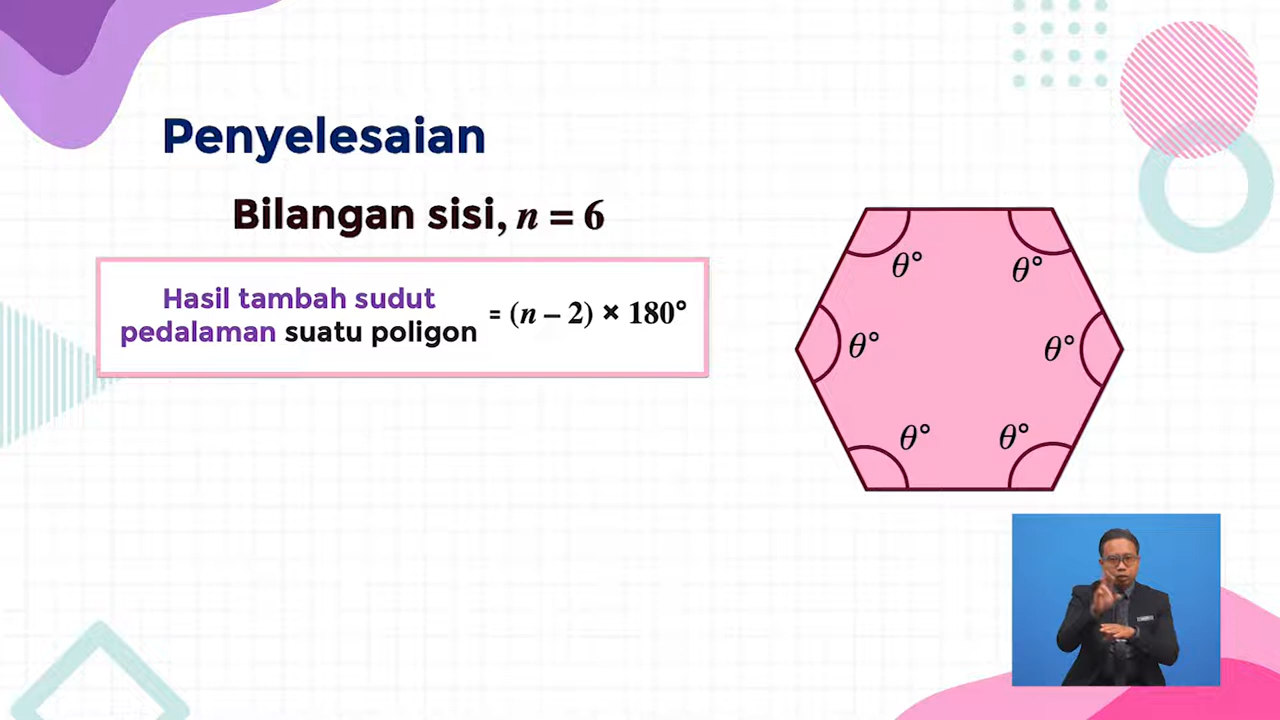 Penyelesaian
Bilangan sisi, n = 6
Hasil tambah sudut
pedalaman suatu poligon
= (n – 2) × 180°
θ°
θ°
θ°
θ°
θ°
θ°